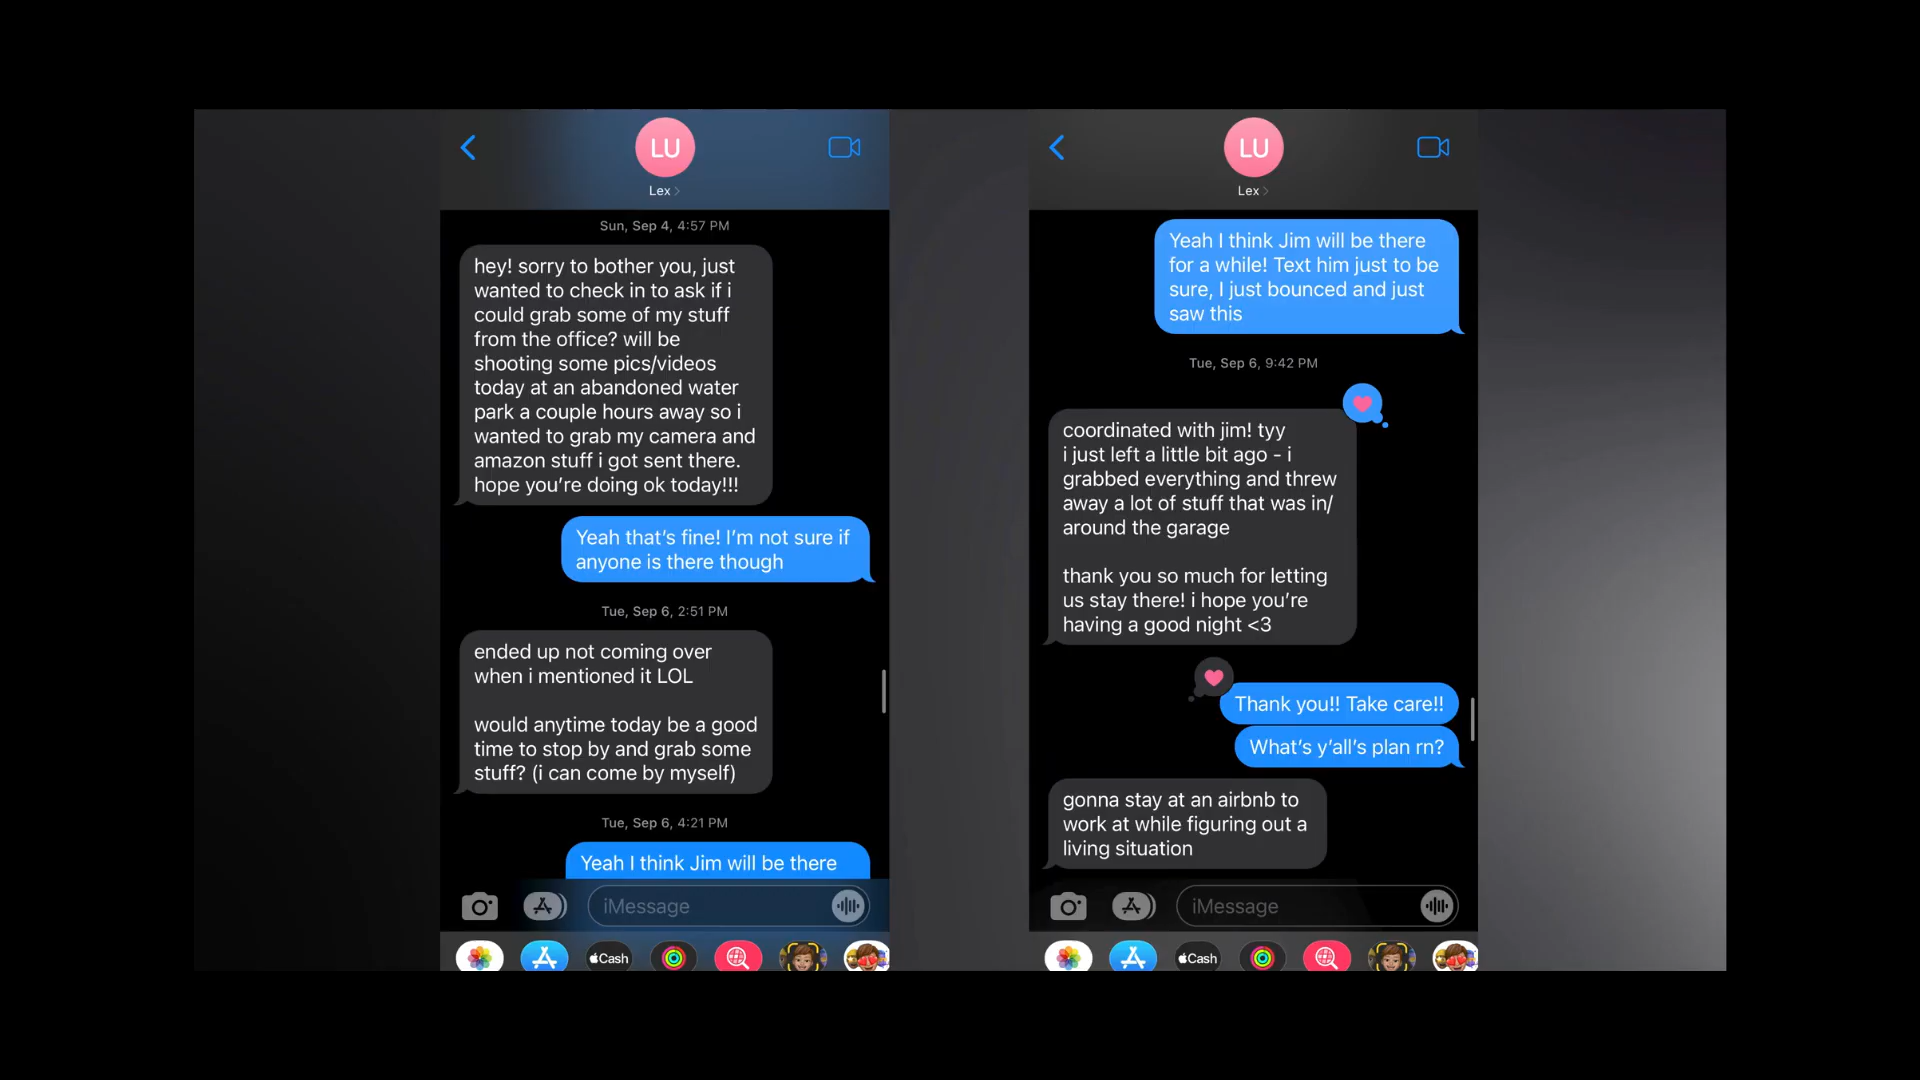 LU
Lex
Sun, Sep 4, 4:57 PM
hey! sorry to bother you, just
wanted to check in to ask if i
could grab some of my stuff
from the office? will be
shooting some pics/videos
today at an abandoned water
park a couple hours away so i
wanted to grab my camera and
amazon stuff i got sent there.
hope you're doing ok today!!!
Yeah that's fine! I'm not sure if
anyone is there though
Tue, Sep 6, 2:51 PM
ended up not coming over
when i mentioned it LOL
would anytime today be a good
time to stop by and grab some
stuff? (i can come by myself)
Tue, Sep 6, 4:21 PM
Yeah I think Jim will be there
iMessage
Cash
LU
Lex
Yeah I think Jim will be there
for a while! Text him just to be
sure, I just bounced and just
saw this
Tue, Sep 6, 9:42 PM
coordinated with jim! tyy
i just left a little bit ago - i
grabbed everything and threw
away a lot of stuff that was in/
around the garage
thank you so much for letting
us stay there! i hope you're
having a good night <3
Thank you!! Take care!!
What's y'all's plan rn?
gonna stay at an airbnb to
work at while figuring out a
living situation
iMessage
Cash